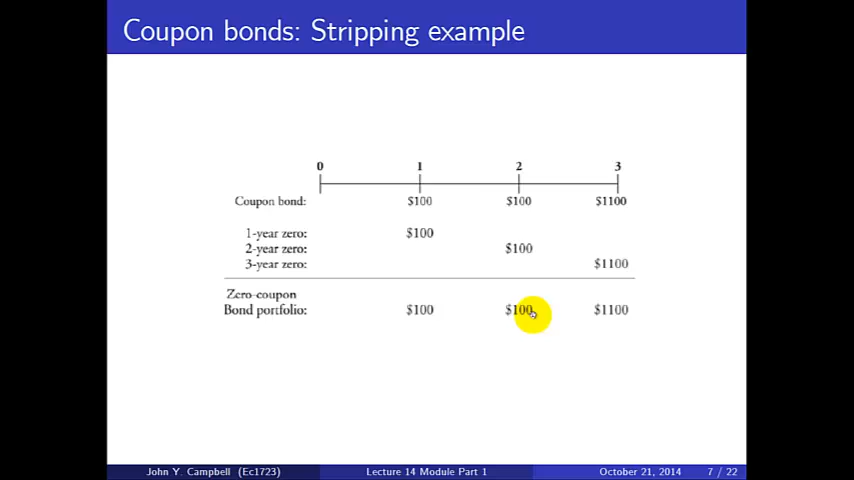 Coupon bonds: Stripping example
0 1 2 3
Coupon bond: $100 $100 $1100
1-year zero: $100
2-year zero: $100
3-year zero: $1100
Zero-coupon
Bond portfolio: $100 $100 $1100
John Y. Campbell (Ec1723) Lecture 14 Module Part 1 October 21, 2014 7 / 22